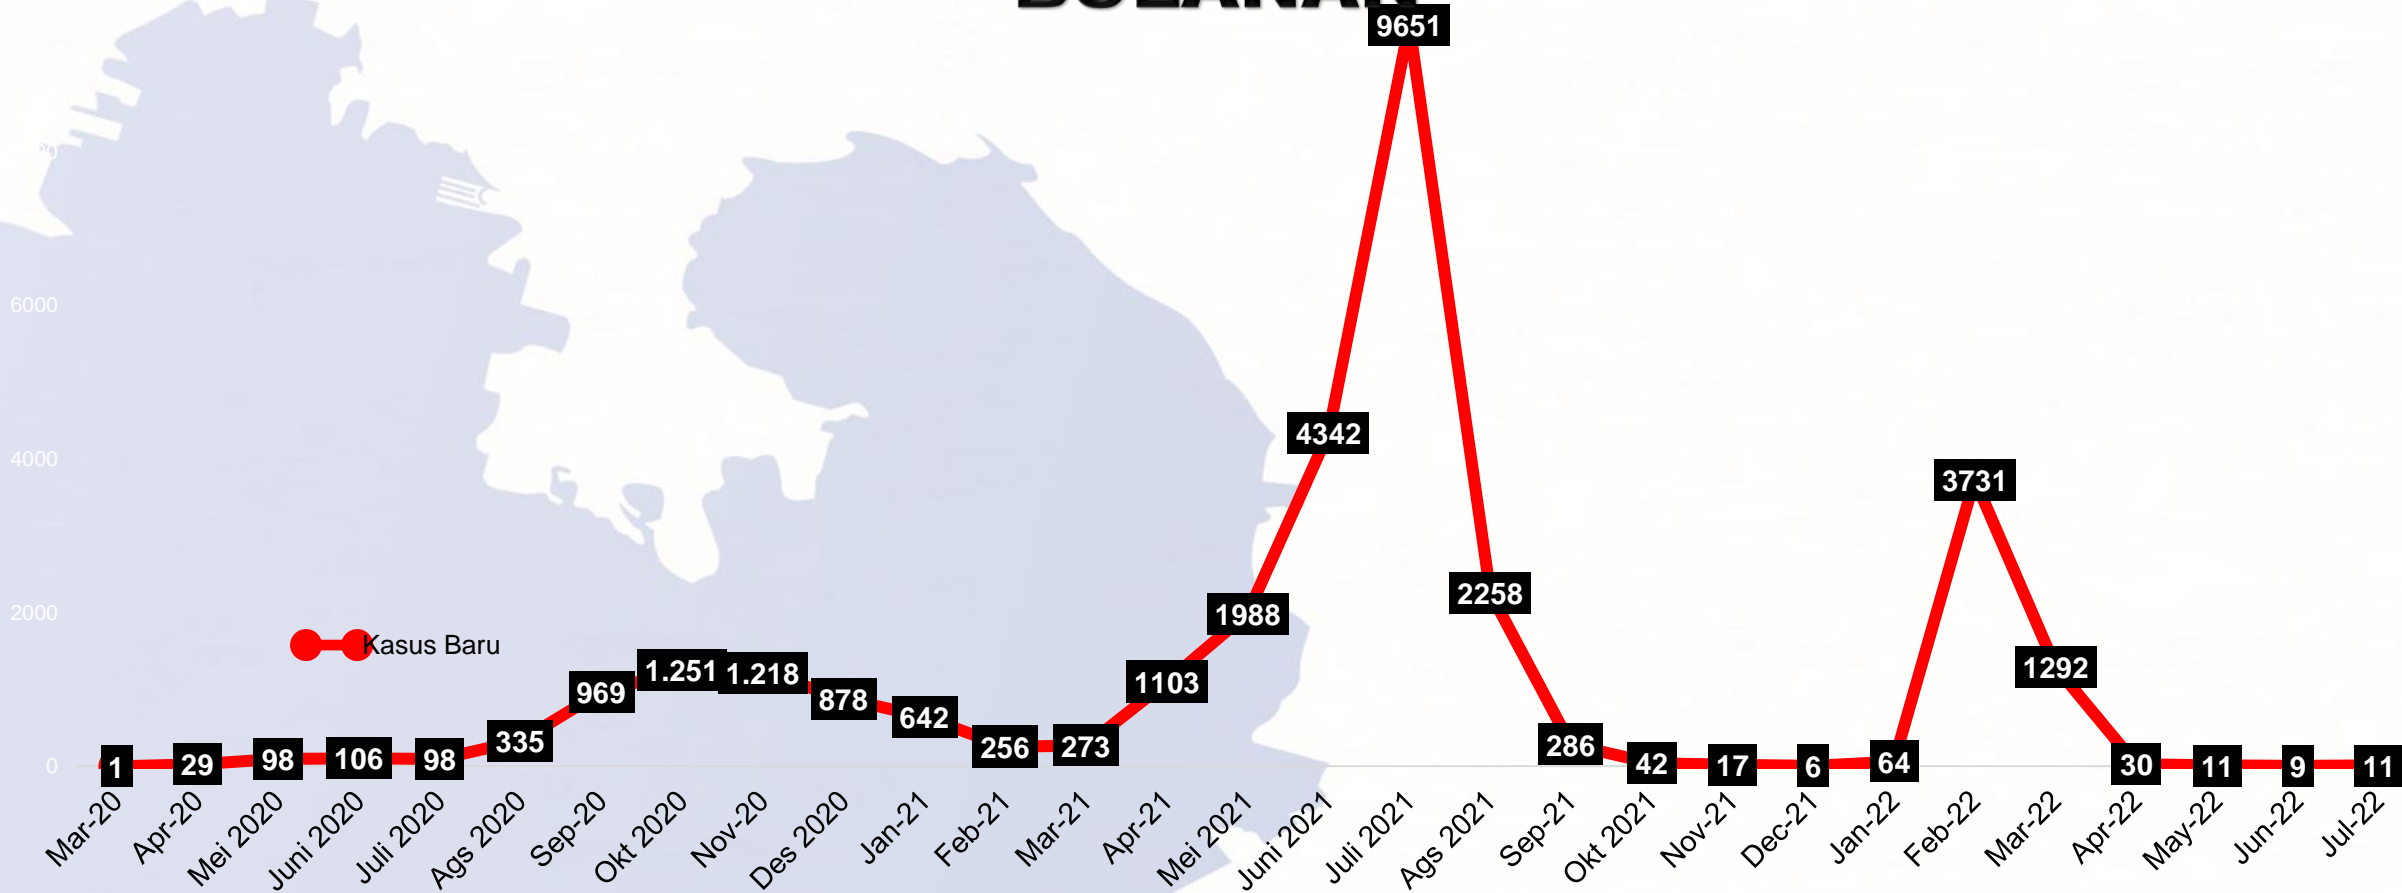 9651
6000
4342
4000
3731
2258
2000
1988
Kasus Baru
1292
1 29 98 106 98 335 969 1.251 1.218 878 642 256 273 1103
286 42 17 6 64 30 11 9 11
0
Mar-20 Apr-20 Mei 2020 Juni 2020 Juli 2020 Ags 2020 Sep-20 Okt 2020 Nov-20 Des 2020 Jan-21 Feb-21 Mar-21 Apr-21 Mei 2021 Juni 2021 Juli 2021 Ags 2021 Sep-21 Okt 2021 Nov-21 Dec-21 Jan-22 Feb-22 Mar-22 Apr-22 May-22 Jun-22 Jul-22